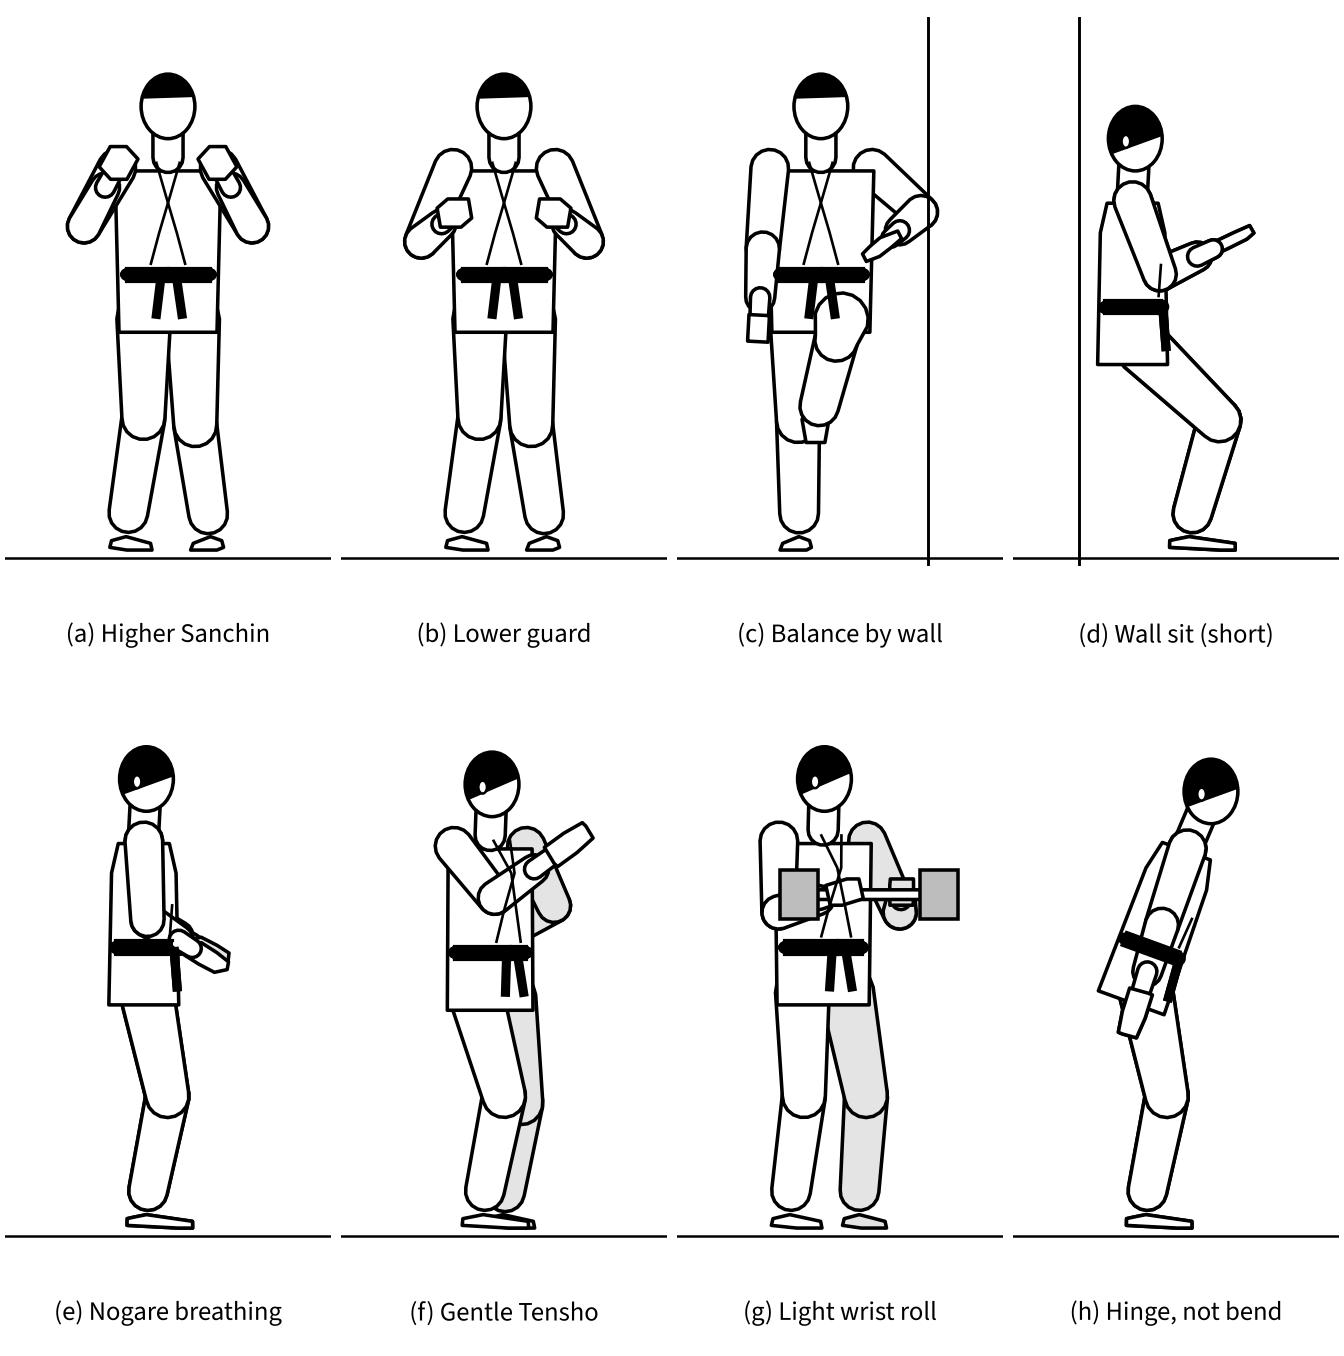 (a) Higher Sanchin
(b) Lower guard
(c) Balance by wall
(d) Wall sit (short)
(e) Nogare breathing
(f) Gentle Tensho
(g) Light wrist roll
(h) Hinge, not bend